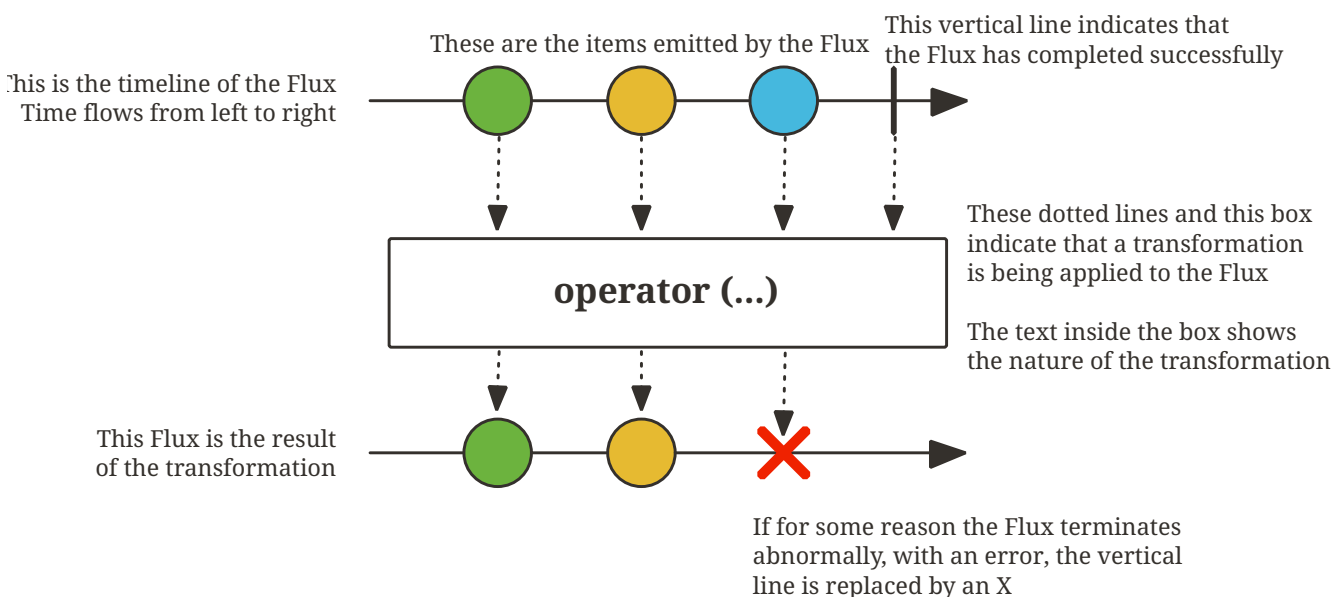 These are the items emitted by the Flux
This vertical line indicates that
the Flux has completed successfully
This is the timeline of the Flux
Time flows from left to right
These dotted lines and this box
indicate that a transformation
is being applied to the Flux
operator (...)
The text inside the box shows
the nature of the transformation
This Flux is the result
of the transformation
If for some reason the Flux terminates
abnormally, with an error, the vertical
line is replaced by an X